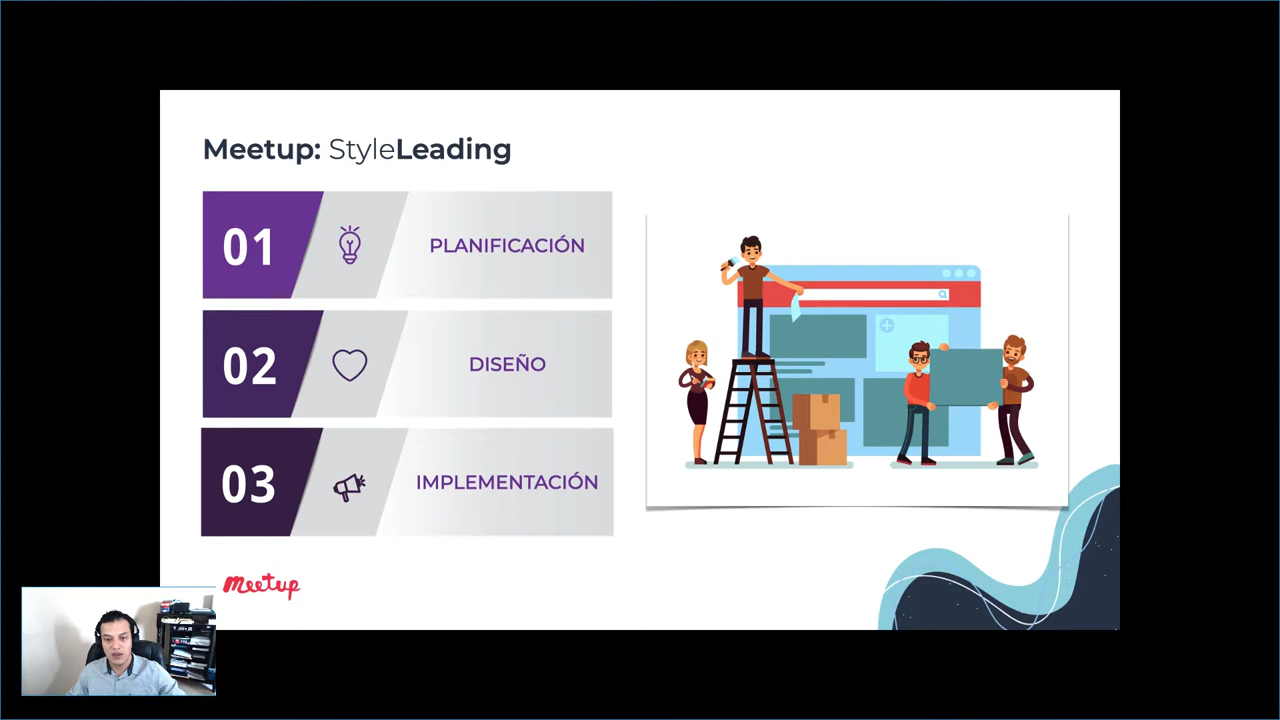 Meetup: StyleLeading
01
PLANIFICACIÓN
02
DISEÑO
03
IMPLEMENTACIÓN
meetup